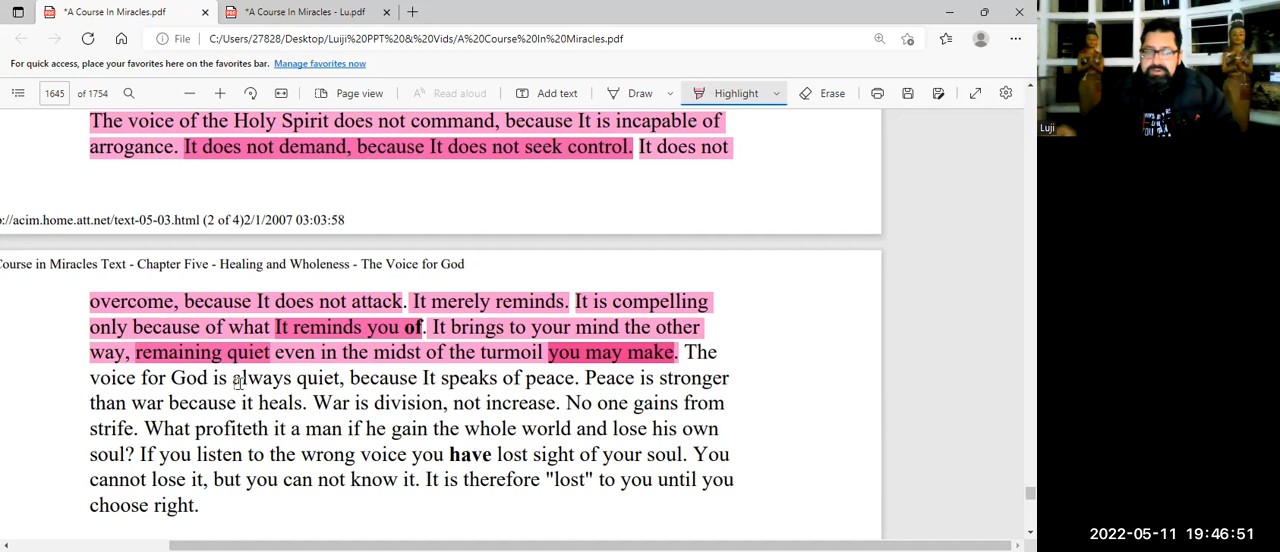 *A Course In Miracles.pdf
*A Course In Miracles - Lu.pdf
File
C:/Users/27828/Desktop/Luiji%20PPT%20&%20Vids/A%20Course%20In%20Miracles.pdf
For quick access, place your favorites here on the favorites bar. Manage favorites now
1645 of 1754
Page view
Read aloud
Add text
Draw
Highlight
Erase
The voice of the Holy Spirit does not command, because It is incapable of
arrogance. It does not demand, because It does not seek control. It does not
://acim.home.att.net/text-05-03.html (2 of 4)2/1/2007 03:03:58
Course in Miracles Text - Chapter Five - Healing and Wholeness - The Voice for God
overcome, because It does not attack. It merely reminds. It is compelling
only because of what It reminds you of. It brings to your mind the other
way, remaining quiet even in the midst of the turmoil you may make. The
voice for God is always quiet, because It speaks of peace. Peace is stronger
than war because it heals. War is division, not increase. No one gains from
strife. What profiteth it a man if he gain the whole world and lose his own
soul? If you listen to the wrong voice you have lost sight of your soul. You
cannot lose it, but you can not know it. It is therefore "lost" to you until you
choose right.
Luji
2022-05-11 19:46:51